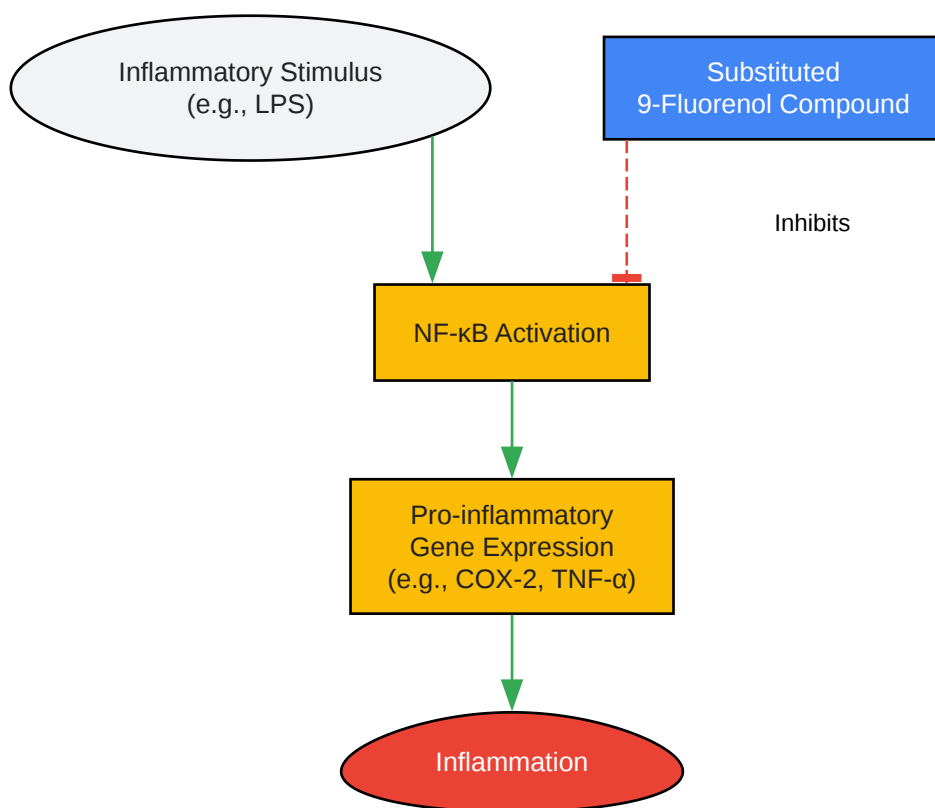 Inflammatory Stimulus
(e.g., LPS)
Substituted
9-Fluorenol Compound
Inhibits
NF-κB Activation
Pro-inflammatory
Gene Expression
(e.g., COX-2, TNF-α)
Inflammation